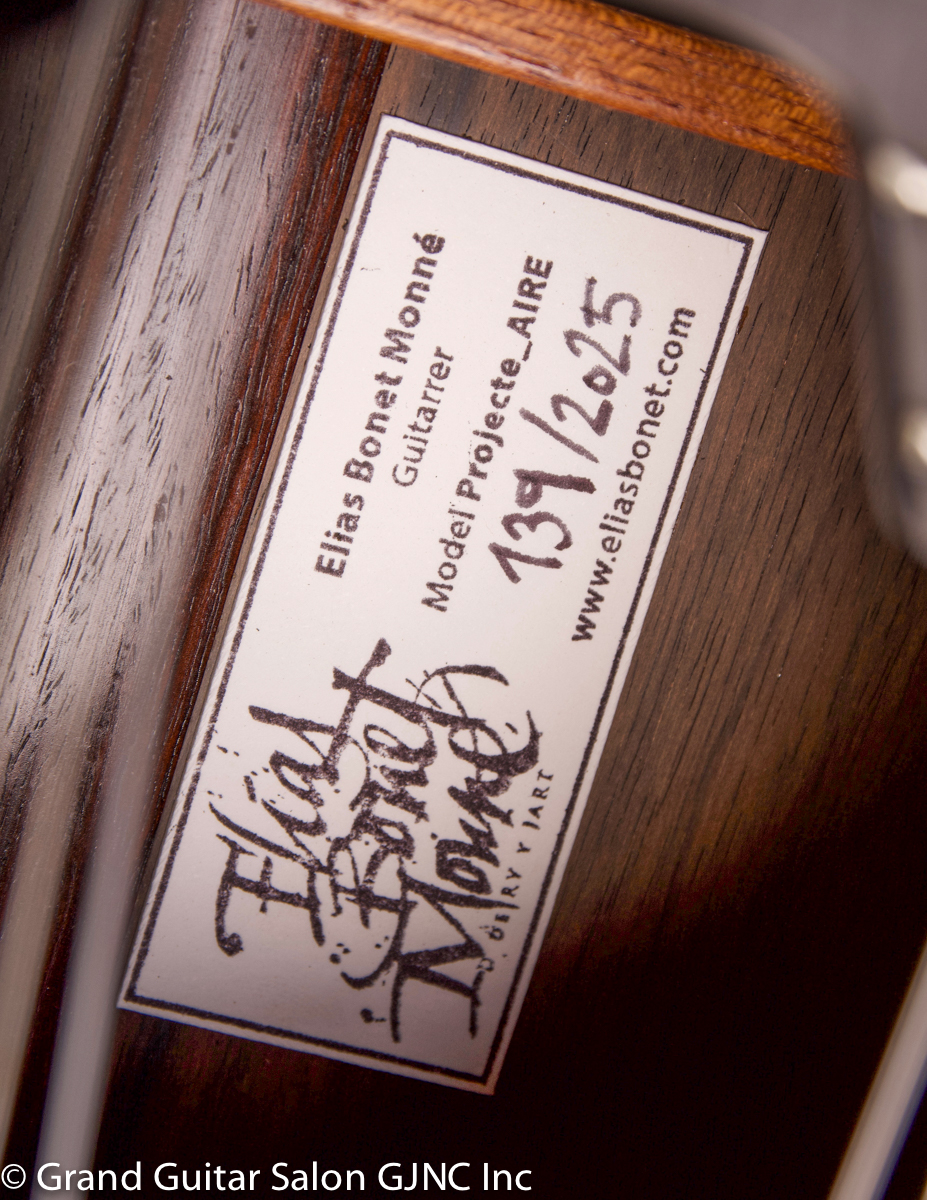 Elias
Bonet
Monné
Elias Bonet Monné
Guitarrer
Model Projecte_AIRE
139/2025
www.eliasbonet.com
© Grand Guitar Salon GJNC Inc